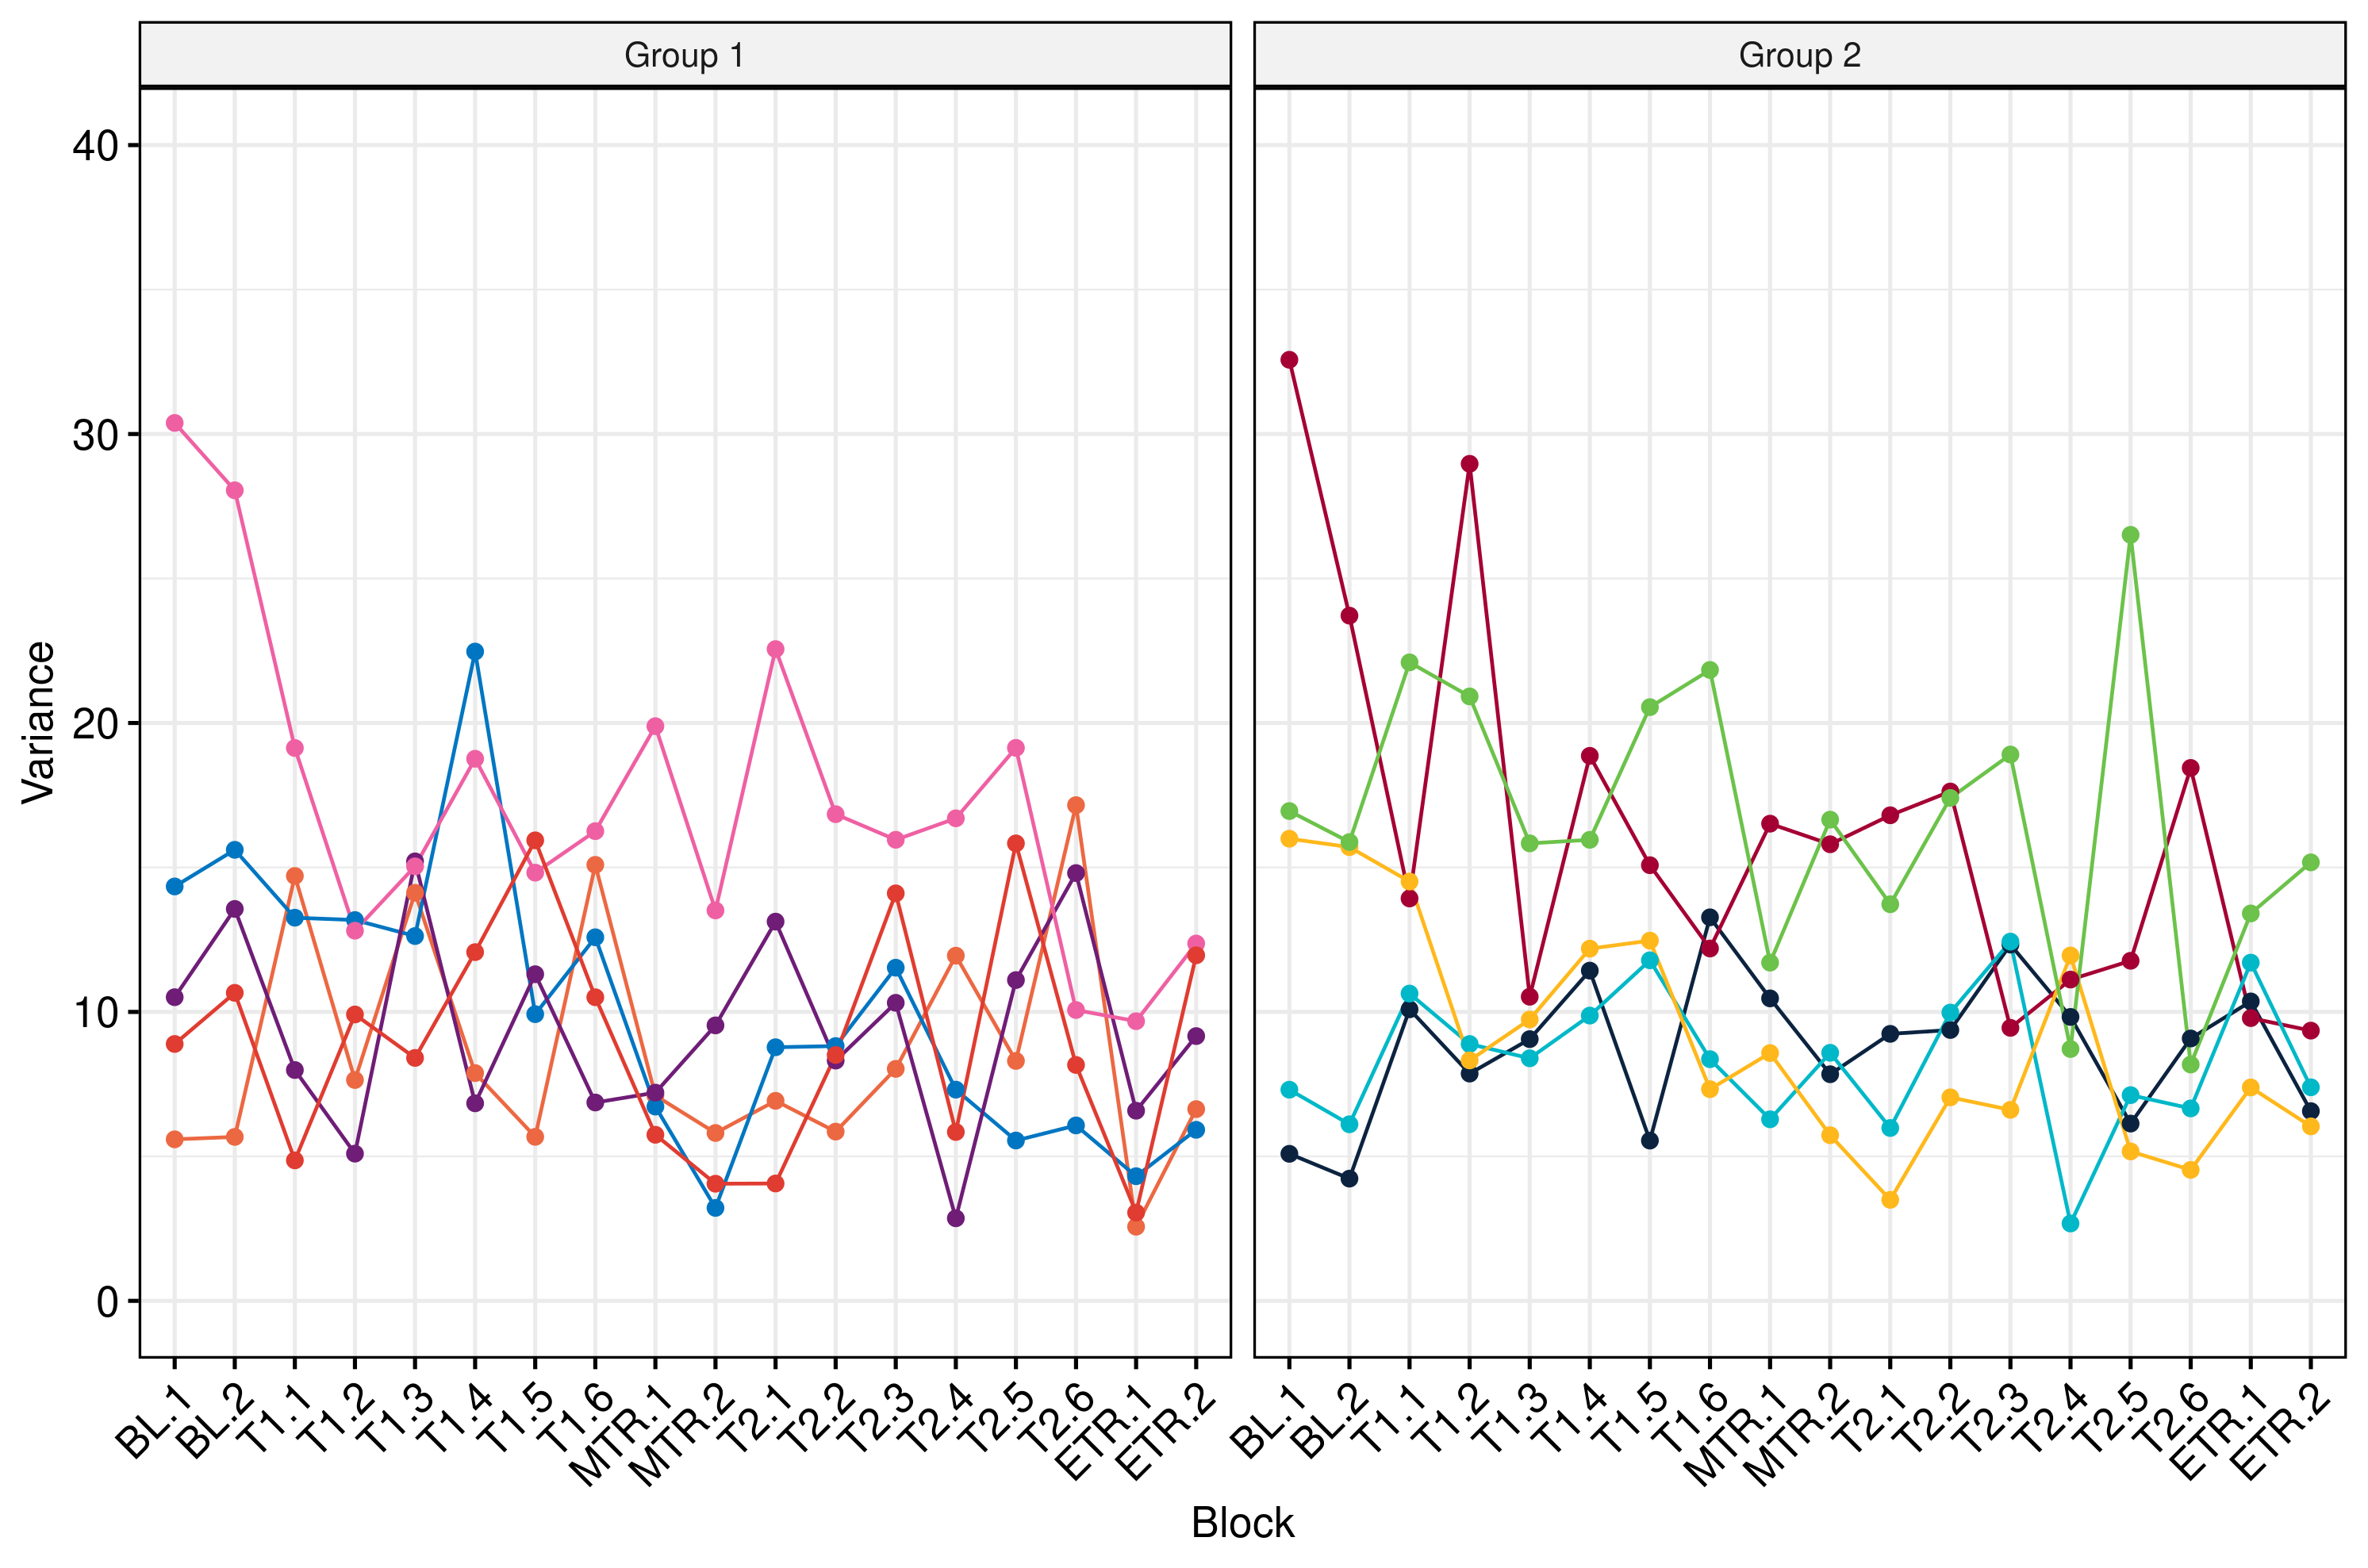 Group 1
Group 2
40
30
20
10
0
Variance
BL.1 BL.2 T1.1 T1.2 T1.3 T1.4 T1.5 T1.6 MTR.1 MTR.2 T2.1 T2.2 T2.3 T2.4 T2.5 T2.6 ETR.1 ETR.2
BL.1 BL.2 T1.1 T1.2 T1.3 T1.4 T1.5 T1.6 MTR.1 MTR.2 T2.1 T2.2 T2.3 T2.4 T2.5 T2.6 ETR.1 ETR.2
Block